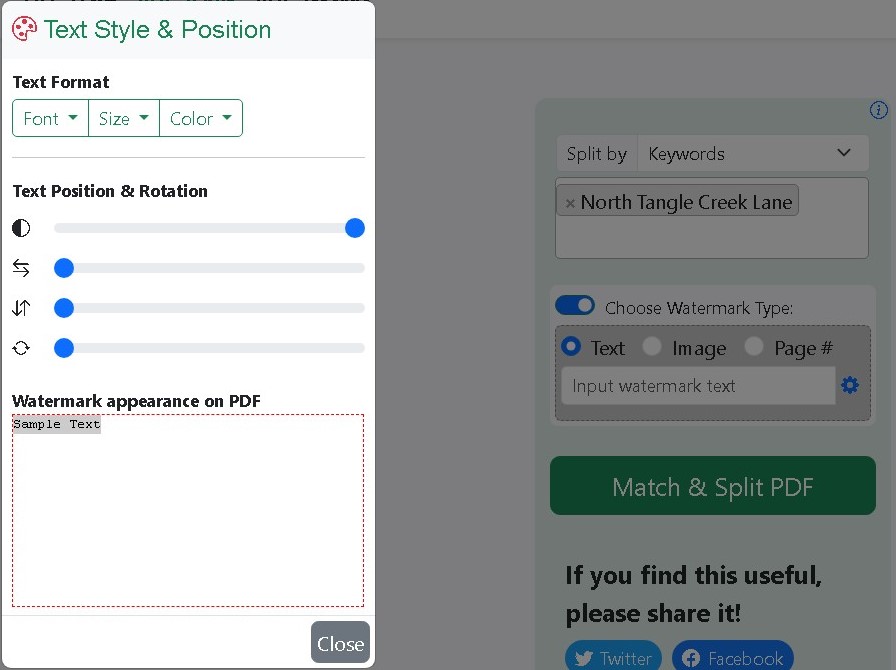 Text Style & Position
Text Format
Font Size Color
Text Position & Rotation
Watermark appearance on PDF
Sample Text
Close
Split by Keywords
× North Tangle Creek Lane
Choose Watermark Type:
Text Image Page #
Input watermark text
Match & Split PDF
If you find this useful,
please share it!
Twitter Facebook